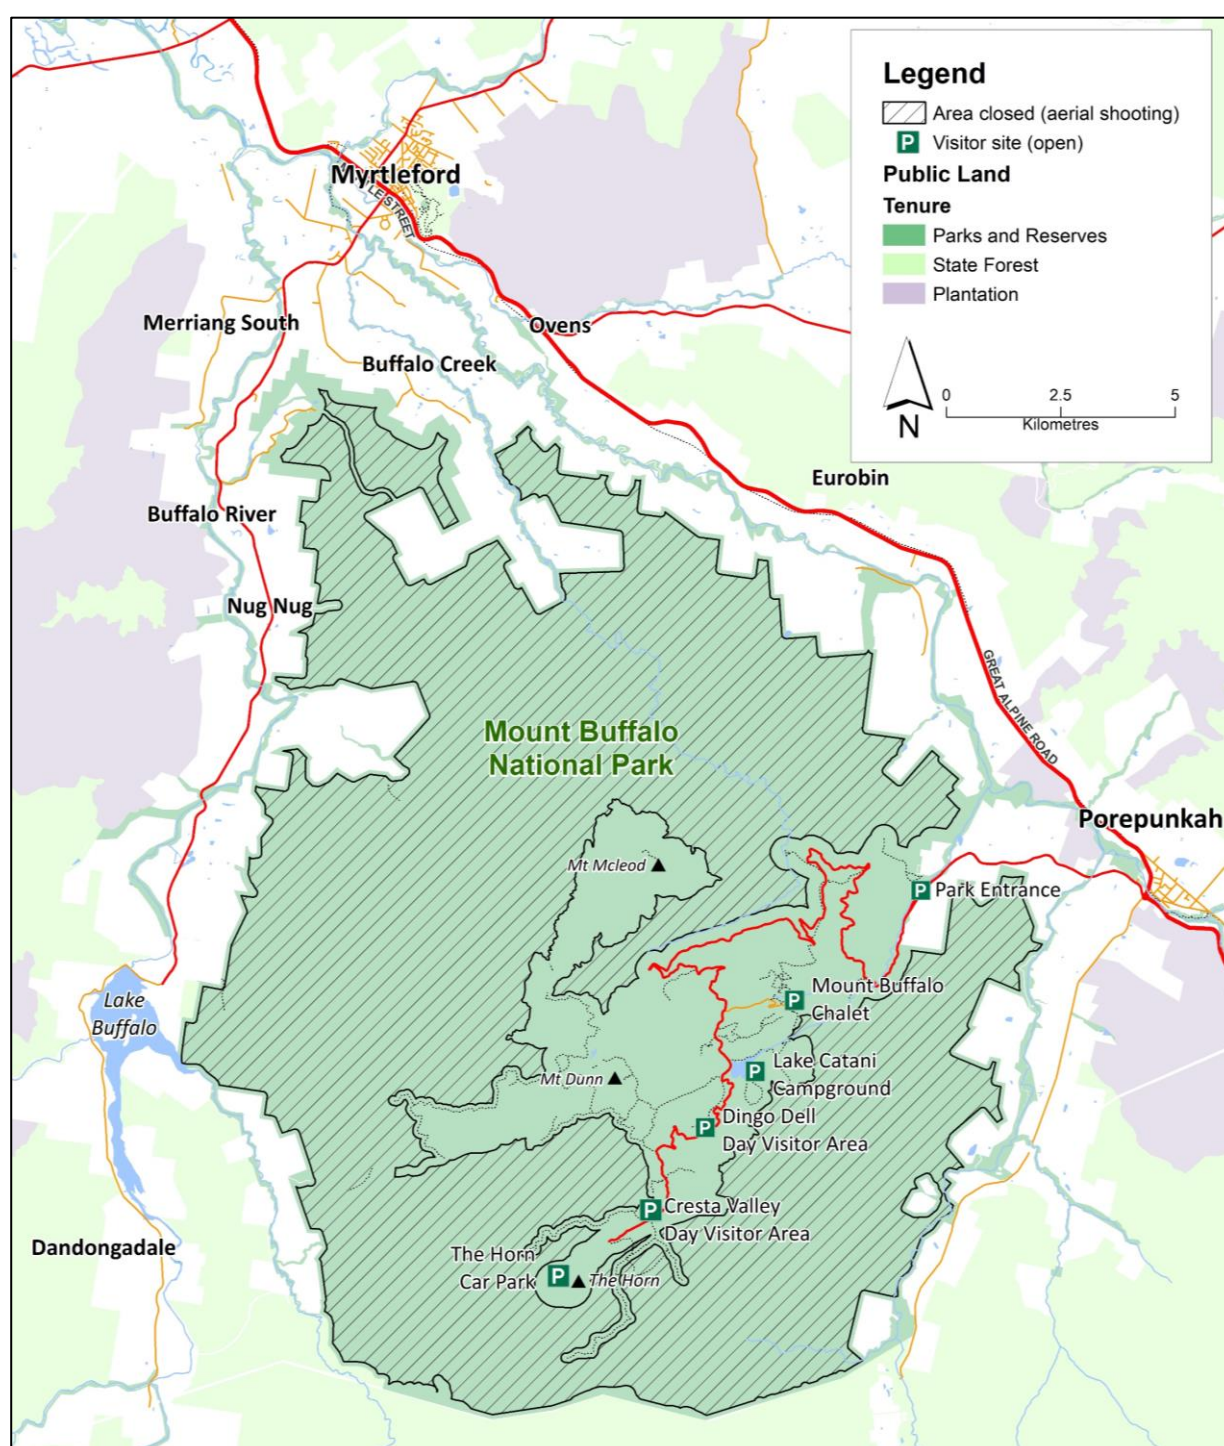 Legend
Area closed (aerial shooting)
P
Visitor site (open)
Public Land
Tenure
Parks and Reserves
State Forest
Plantation
0
2.5
5
Kilometres
N
Myrtleford
LE STREET
Merriang South
Ovens
Buffalo Creek
Eurobin
Buffalo River
Nug Nug
GREAT ALPINE ROAD
Mount Buffalo
National Park
Porepunkah
Mt Mcleod
P
Park Entrance
Lake
Buffalo
P
Mount Buffalo
Chalet
Mt Dunn
P
Lake Catani
Campground
P
Dingo Dell
Day Visitor Area
P
Cresta Valley
Day Visitor Area
Dandongadale
The Horn
Car Park
P
The Horn